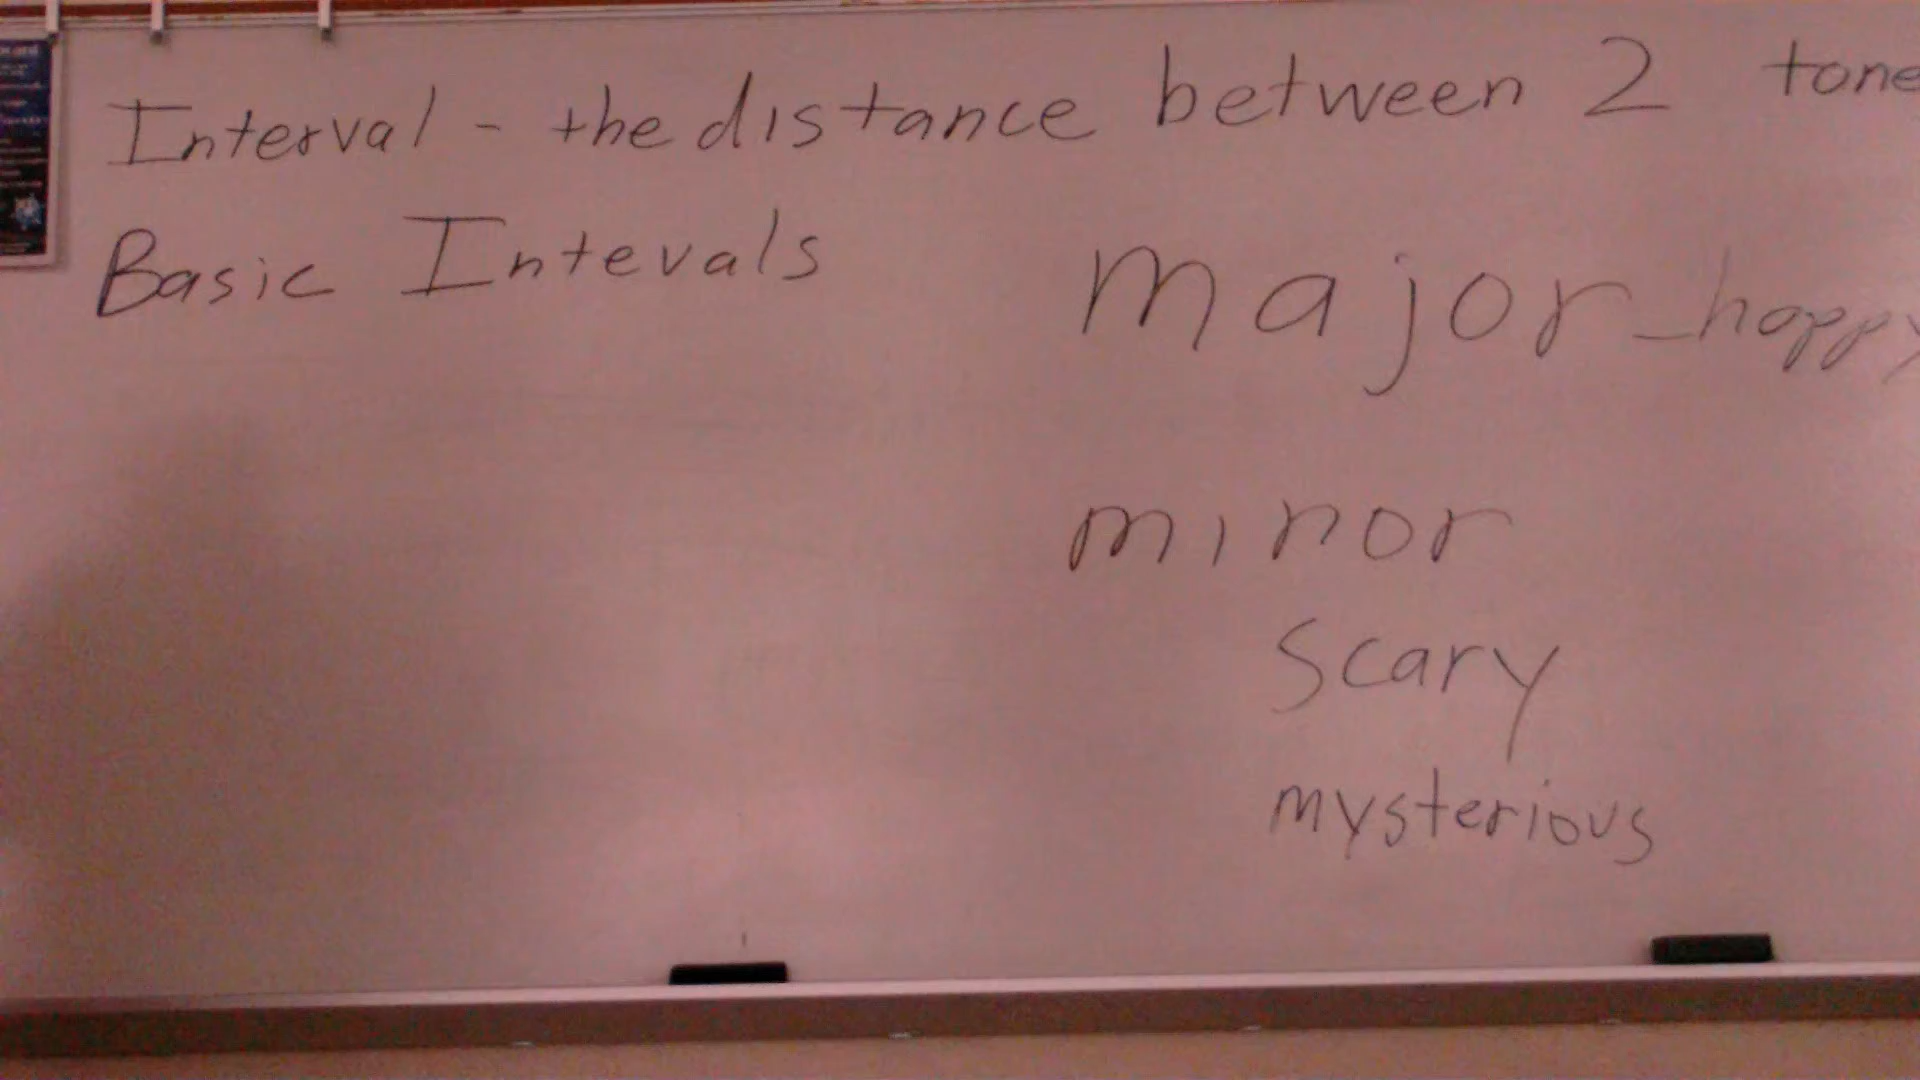 Interval - the distance between 2 tone
Basic Intevals
major - happy
minor
scary
mysterious